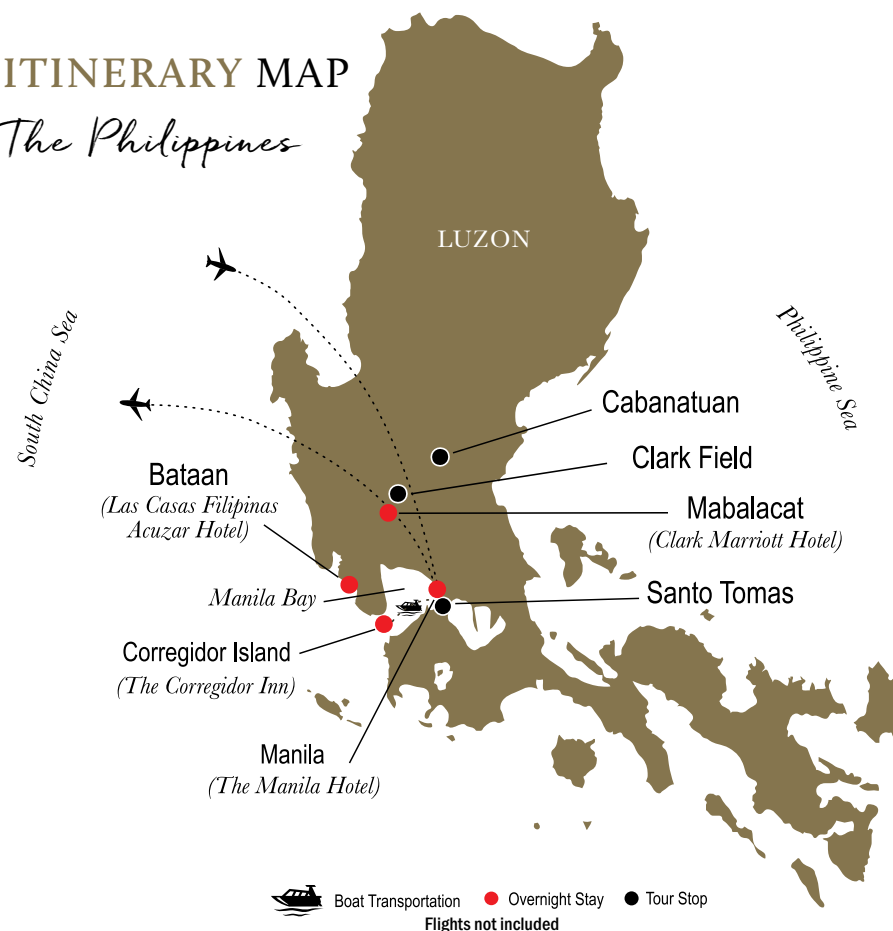 ITINERARY MAP
The Philippines
LUZON
South China Sea
Philippine Sea
Cabanatuan
Clark Field
Bataan
(Las Casas Filipinas
Acuzar Hotel)
Mabalacat
(Clark Marriott Hotel)
Manila Bay
Santo Tomas
Corregidor Island
(The Corregidor Inn)
Manila
(The Manila Hotel)
Boat Transportation
Overnight Stay
Tour Stop
Flights not included